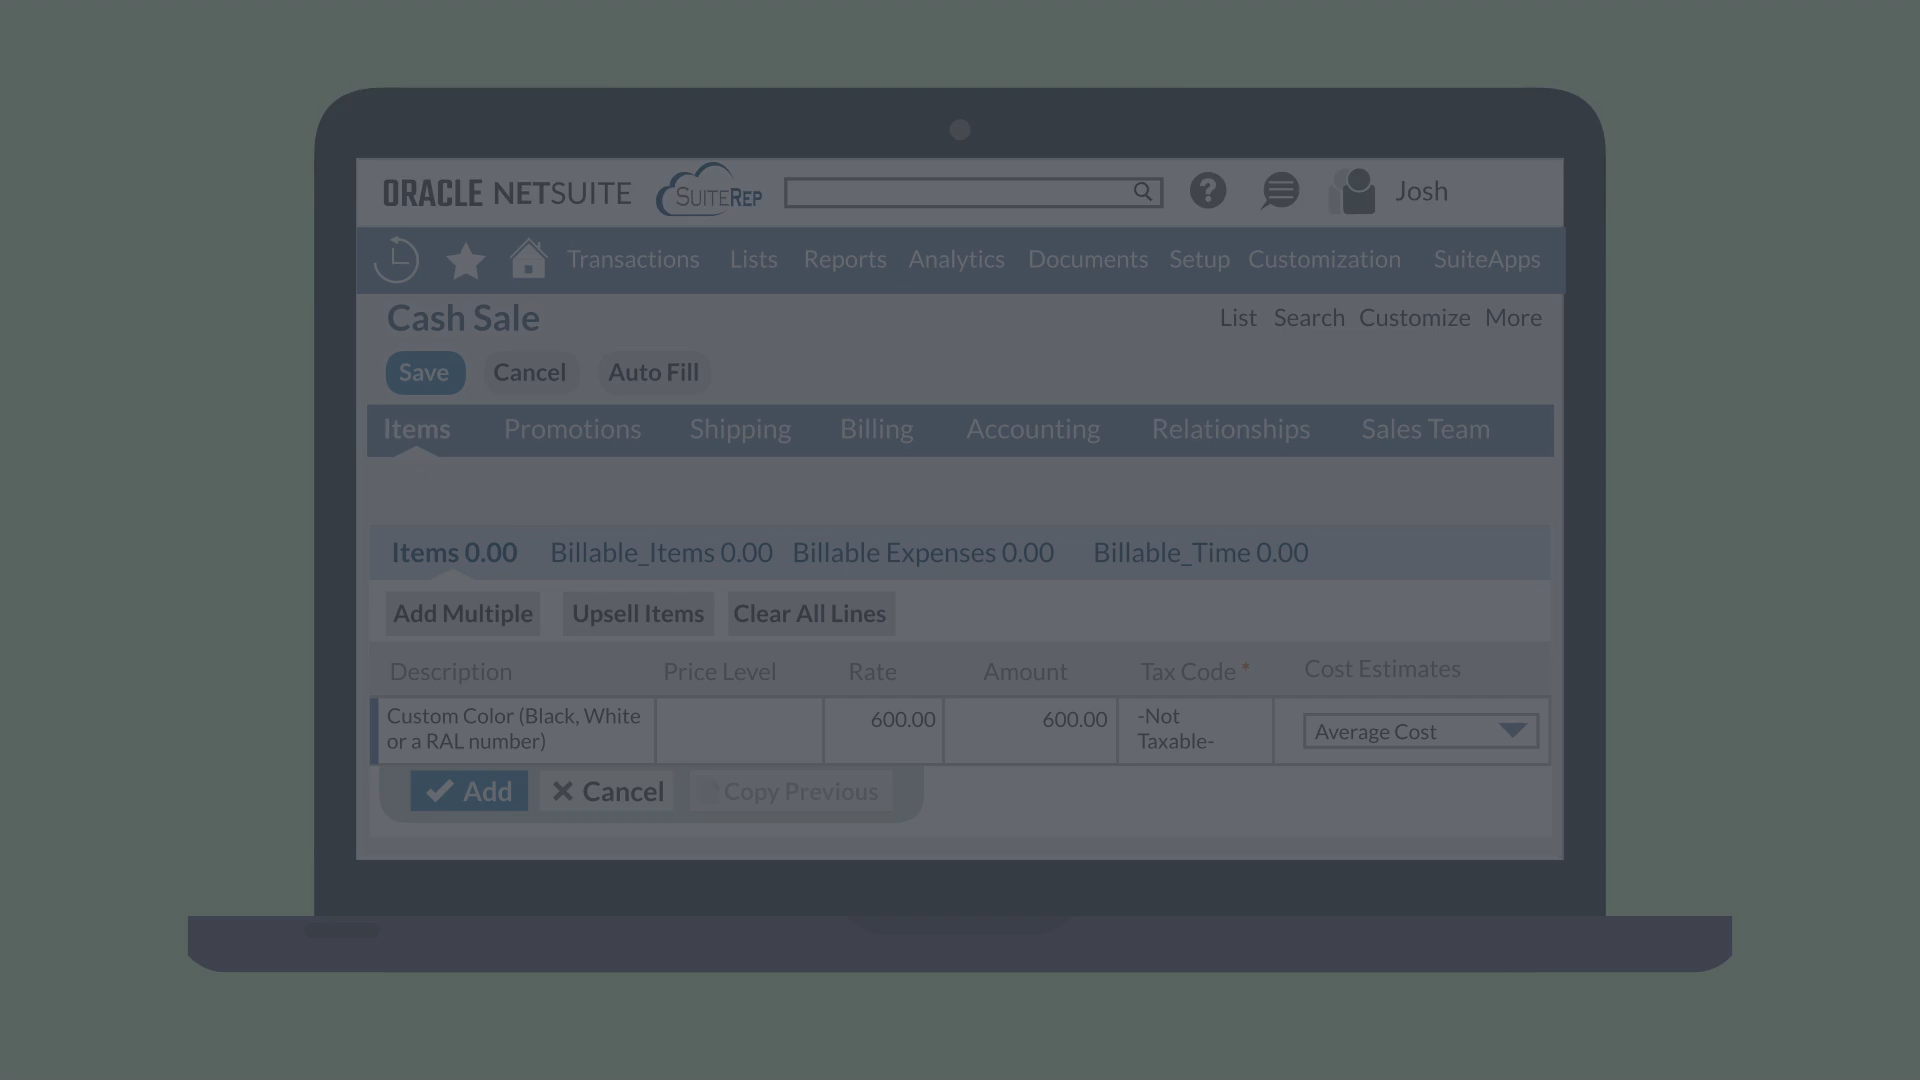 ORACLE NETSUITE SUITEREP Josh
Transactions Lists Reports Analytics Documents Setup Customization SuiteApps
Cash Sale List Search Customize More
Save Cancel Auto Fill
Items Promotions Shipping Billing Accounting Relationships Sales Team
Items 0.00 Billable_Items 0.00 Billable Expenses 0.00 Billable_Time 0.00
Add Multiple Upsell Items Clear All Lines
Description Price Level Rate Amount Tax Code * Cost Estimates
Custom Color (Black, White
or a RAL number)
600.00 600.00
-Not
Taxable-
Average Cost
Add Cancel Copy Previous